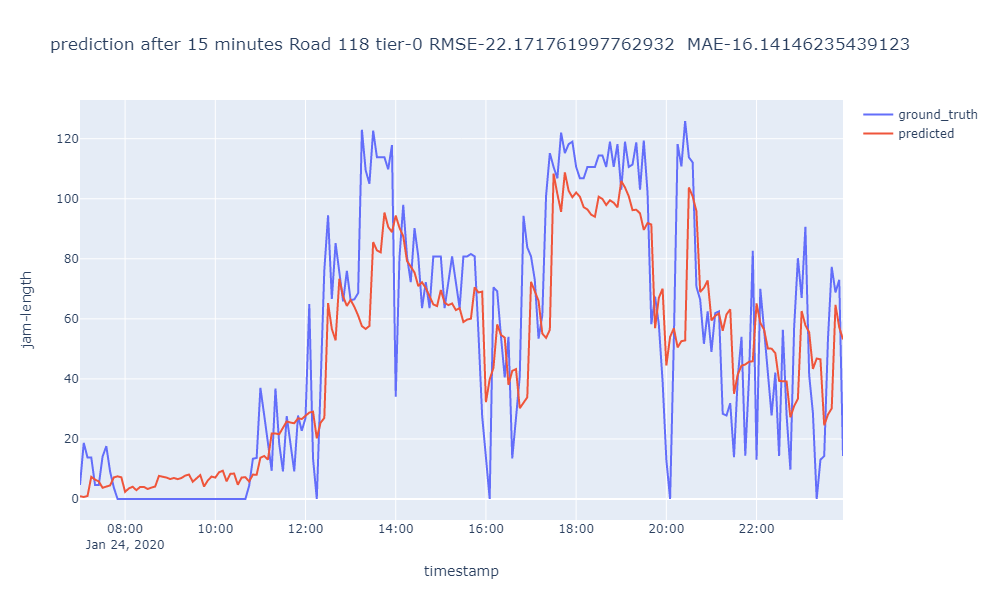 prediction after 15 minutes Road 118 tier-0 RMSE-22.171761997762932  MAE-16.14146235439123
ground_truth
predicted
120
100
80
60
40
20
0
jam-length
08:00
10:00
12:00
14:00
16:00
18:00
20:00
22:00
Jan 24, 2020
timestamp